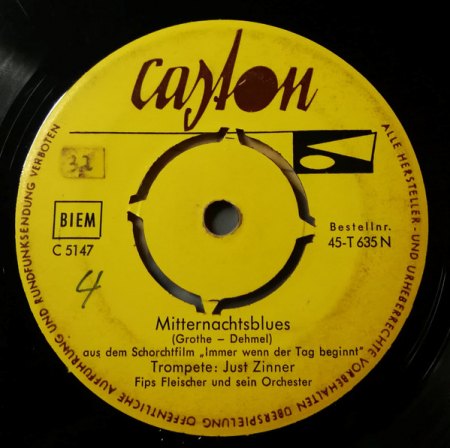 caston
32
BIEM
C 5147
Bestellnr.
45-T 635 N
4
Mitternachtsblues
(Grothe – Dehmel)
aus dem Schorchtfilm „Immer wenn der Tag beginnt"
Trompete: Just Zinner
Fips Fleischer und sein Orchester
ALLE HERSTELLER- UND URHEBERRECHTE VORBEHALTEN ÜBERSPIELUNG ÖFFENTLICHE AUFFÜHRUNG UND RUNDFUNKSENDUNG VERBOTEN